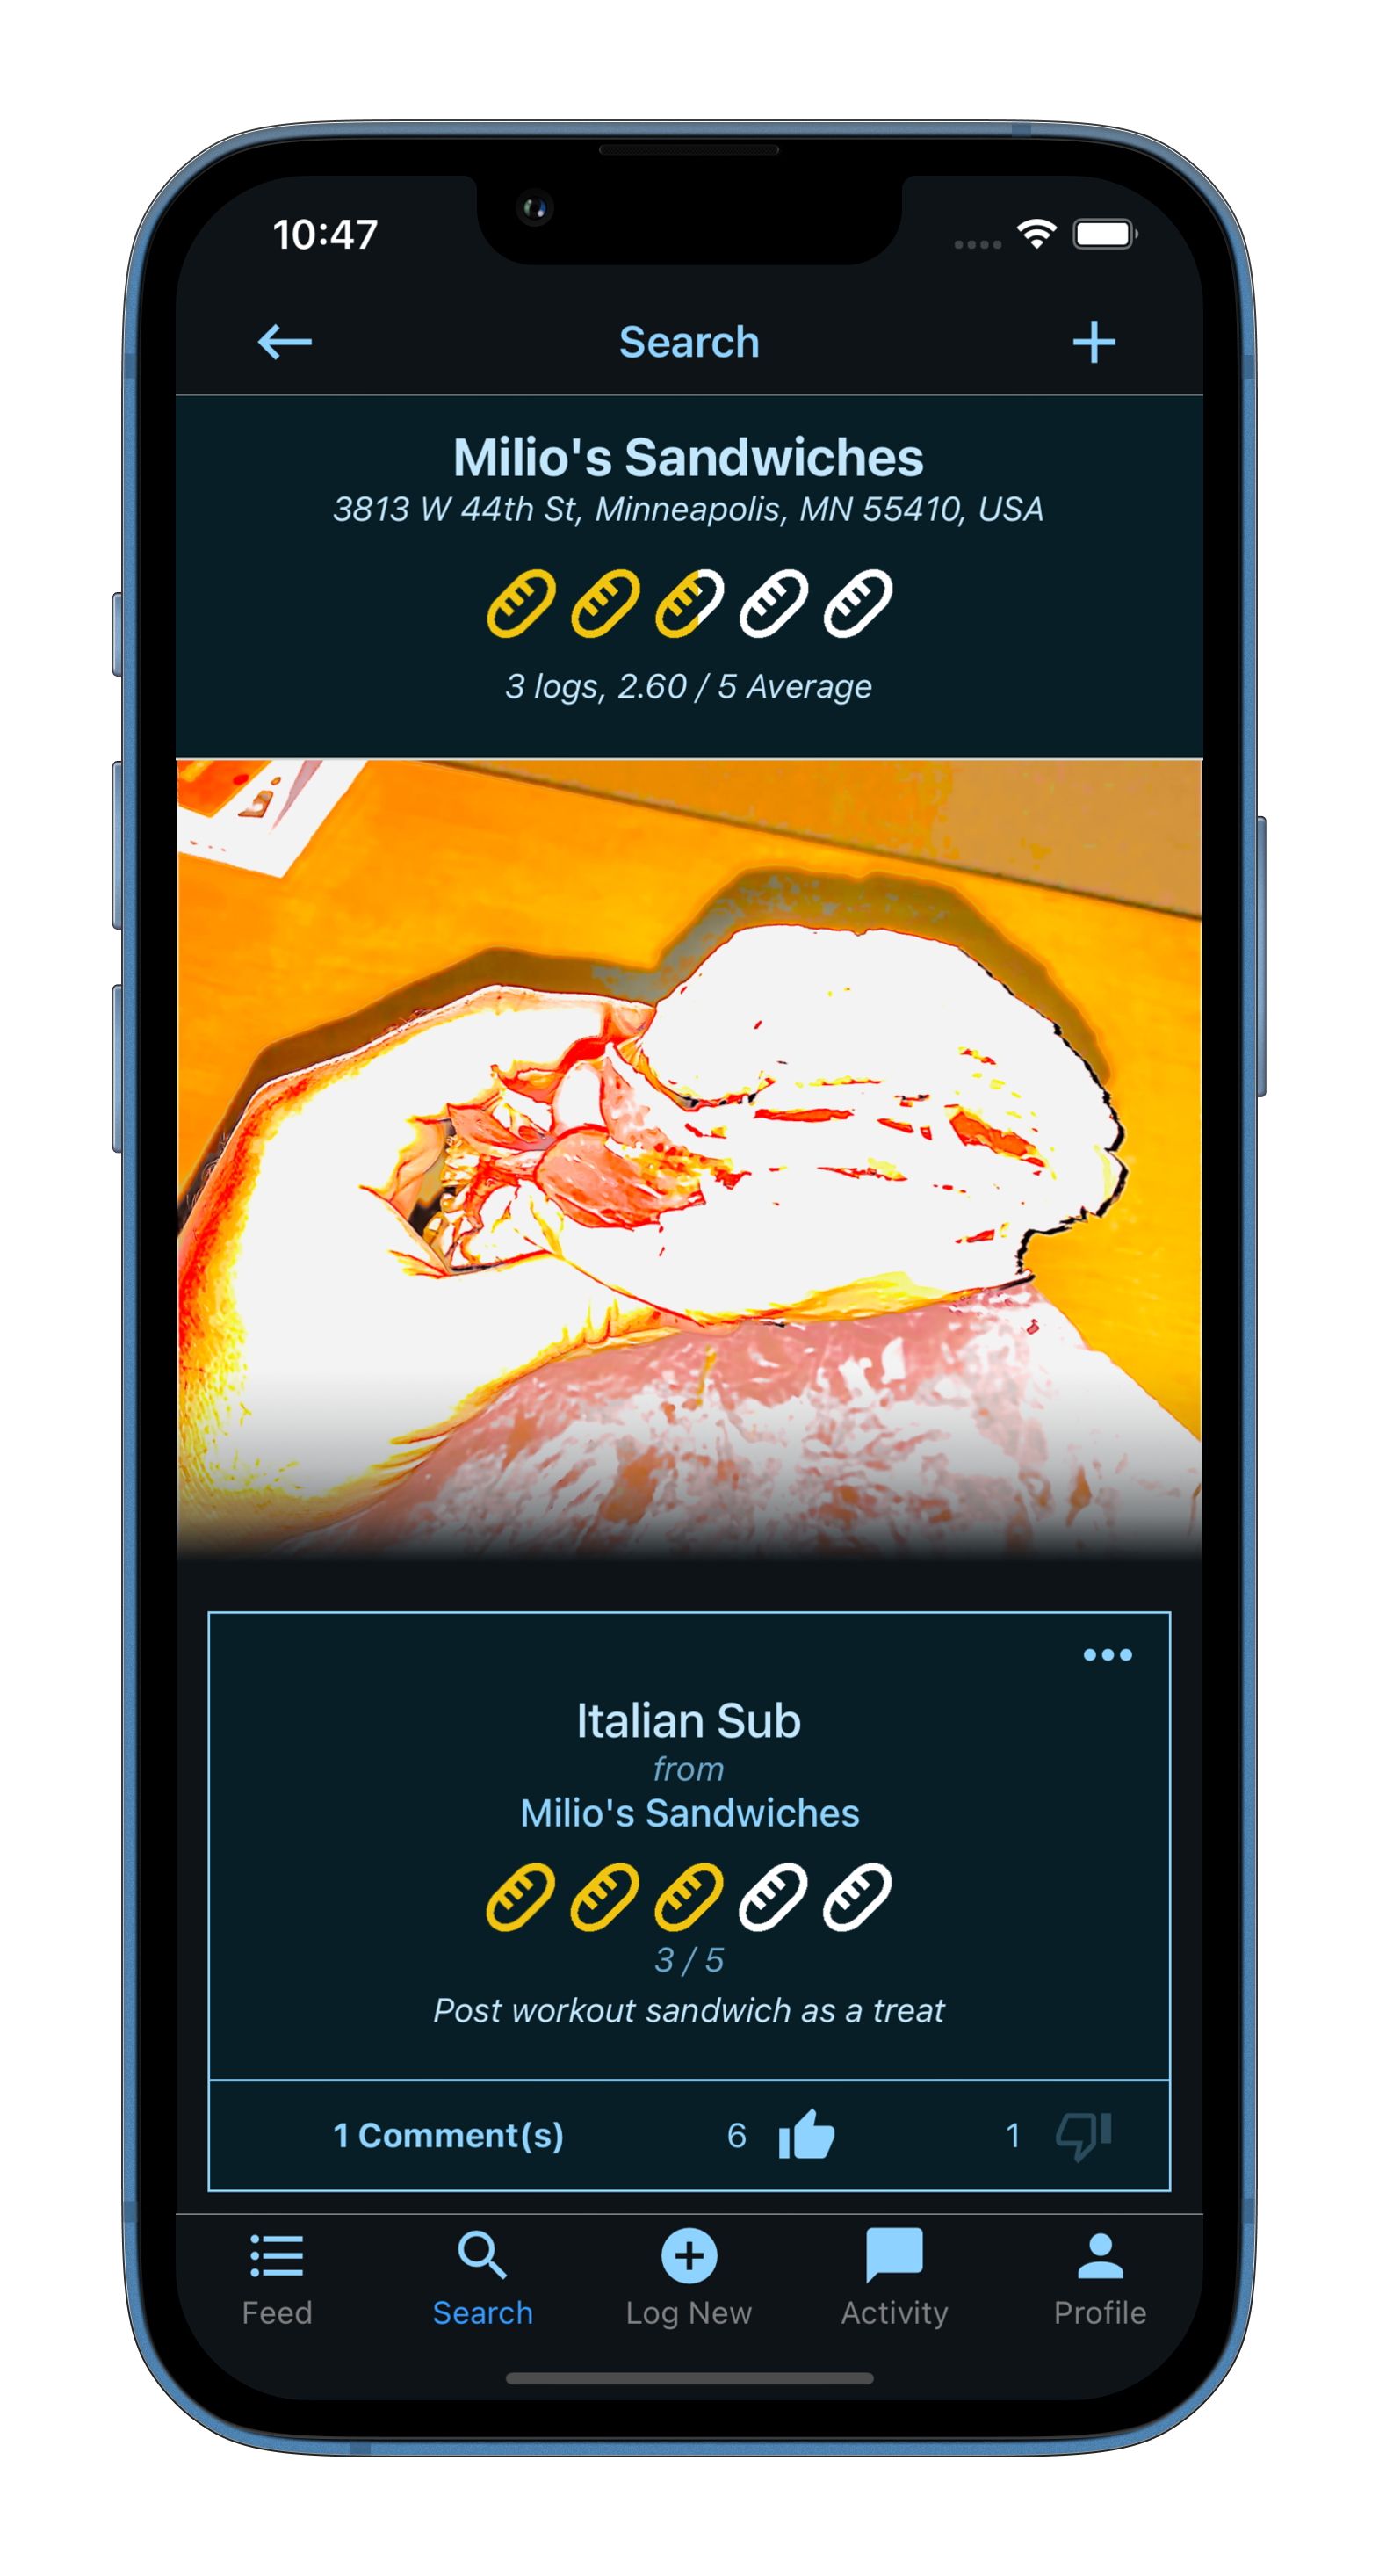 10:47
Search
Milio's Sandwiches
3813 W 44th St, Minneapolis, MN 55410, USA
3 logs, 2.60 / 5 Average
Italian Sub
from
Milio's Sandwiches
3 / 5
Post workout sandwich as a treat
1 Comment(s) 6 1
Feed Search Log New Activity Profile